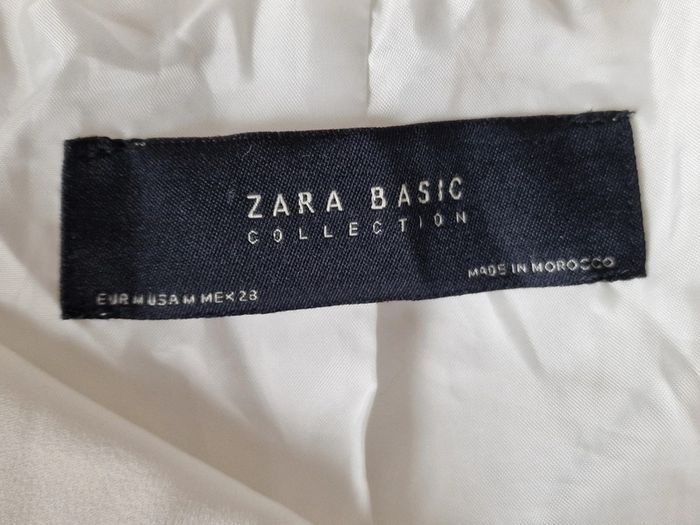 ZARA BASIC
COLLECTION
MADE IN MOROCCO
EUR M USA M MEX 28